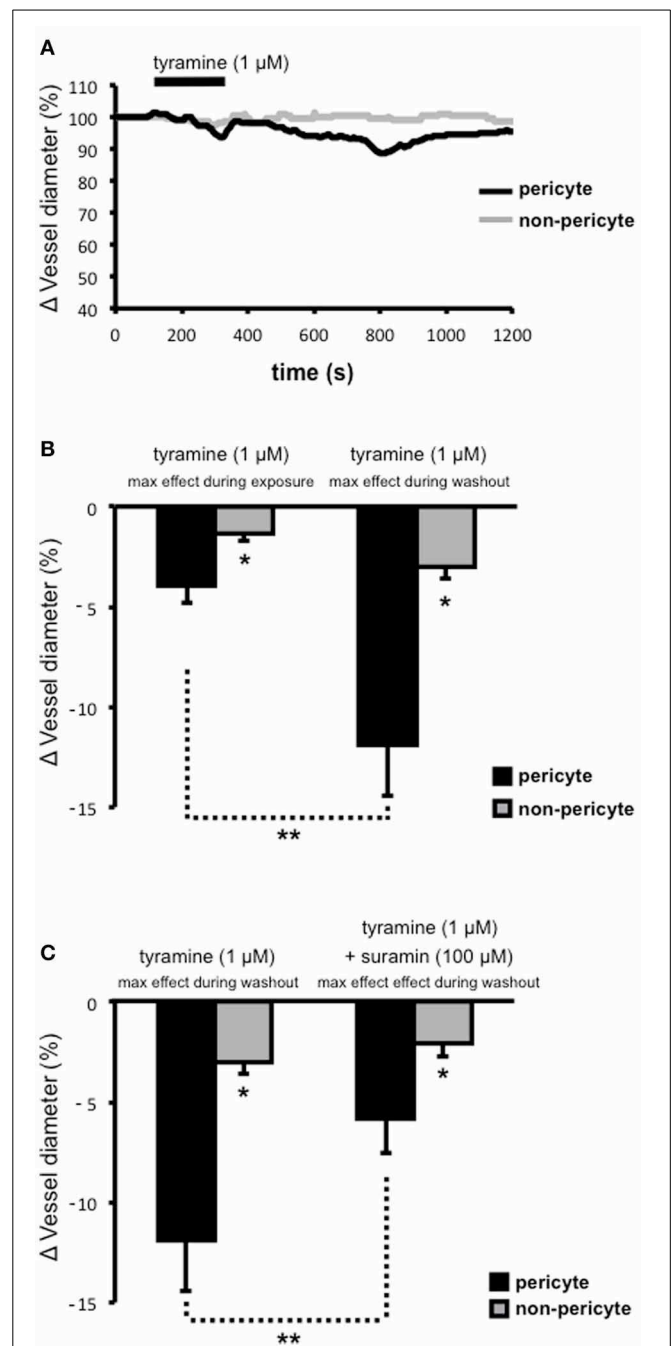 A
tyramine (1 µM)
110
100
90
80
70
60
50
40
Δ Vessel diameter (%)
pericyte
non-pericyte
0 200 400 600 800 1000 1200
time (s)
B
tyramine (1 µM) tyramine (1 µM)
max effect during exposure max effect during washout
0
-5
-10
-15
Δ Vessel diameter (%)
* *
pericyte
non-pericyte
**
C
tyramine (1 µM)
tyramine (1 µM) + suramin (100 µM)
max effect during washout max effect effect during washout
0
-5
-10
-15
Δ Vessel diameter (%)
* *
pericyte
non-pericyte
**